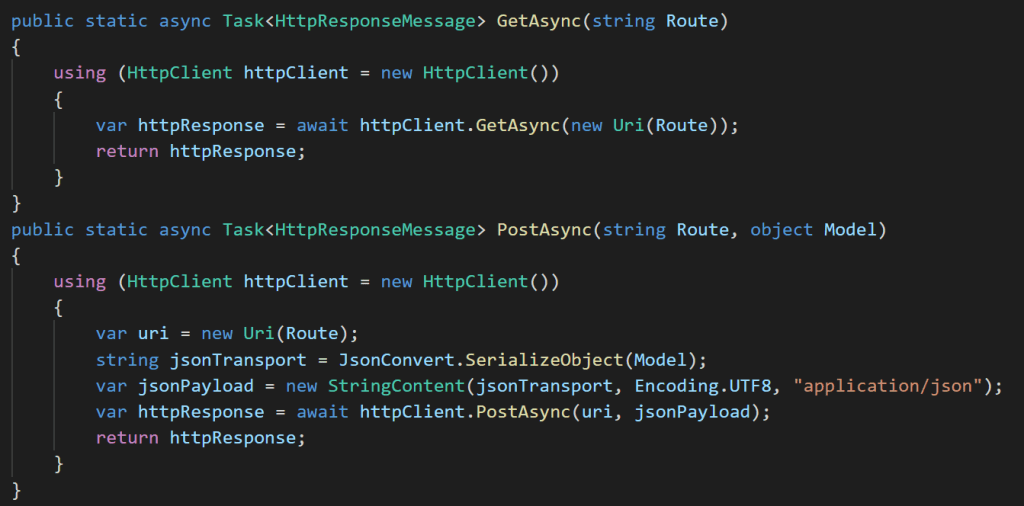 public static async Task<HttpResponseMessage> GetAsync(string Route)
{
    using (HttpClient httpClient = new HttpClient())
    {
        var httpResponse = await httpClient.GetAsync(new Uri(Route));
        return httpResponse;
    }
}
public static async Task<HttpResponseMessage> PostAsync(string Route, object Model)
{
    using (HttpClient httpClient = new HttpClient())
    {
        var uri = new Uri(Route);
        string jsonTransport = JsonConvert.SerializeObject(Model);
        var jsonPayload = new StringContent(jsonTransport, Encoding.UTF8, "application/json");
        var httpResponse = await httpClient.PostAsync(uri, jsonPayload);
        return httpResponse;
    }
}